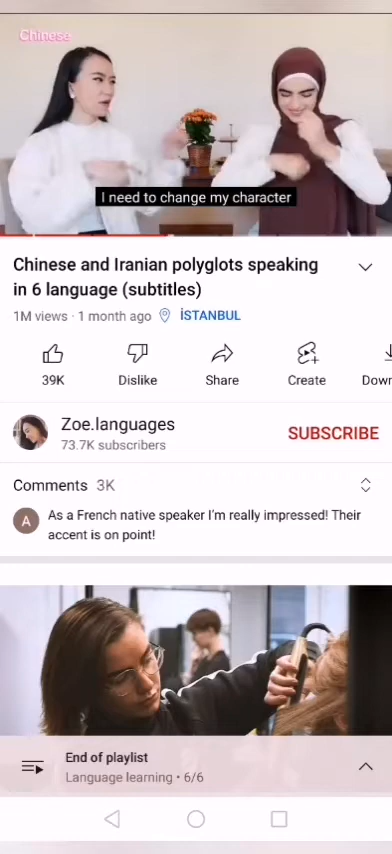 Chinese
I need to change my character
Chinese and Iranian polyglots speaking
in 6 language (subtitles)
1M views · 1 month ago İSTANBUL
39K Dislike Share Create Down
Zoe.languages
73.7K subscribers
SUBSCRIBE
Comments 3K
A
As a French native speaker I'm really impressed! Their
accent is on point!
End of playlist
Language learning • 6/6